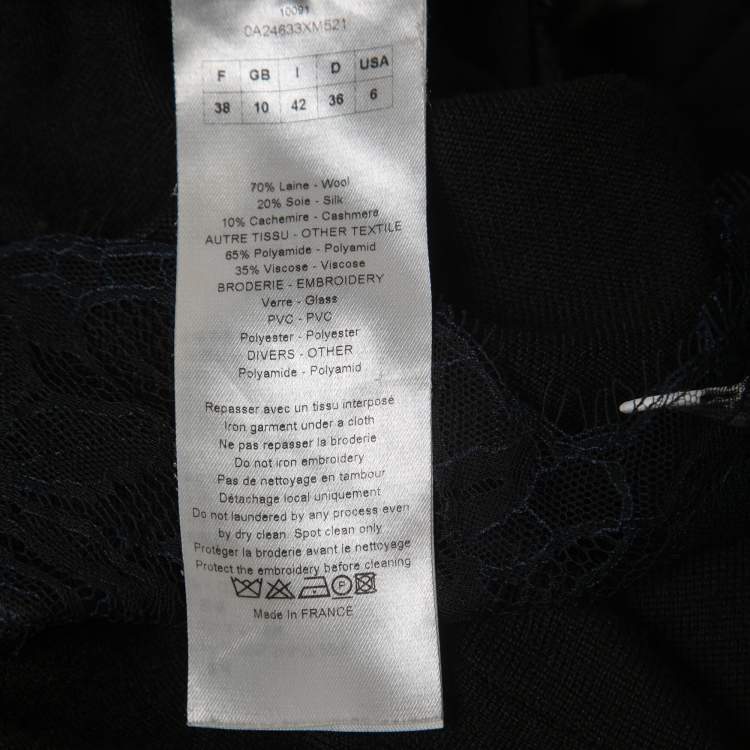 10091
0A24633XM521
F GB I D USA
38 10 42 36 6
70% Laine - Wool
20% Soie - Silk
10% Cachemire - Cashmere
AUTRE TISSU - OTHER TEXTILE
65% Polyamide - Polyamid
35% Viscose - Viscose
BRODERIE - EMBROIDERY
Verre - Glass
PVC - PVC
Polyester - Polyester
DIVERS - OTHER
Polyamide - Polyamid
Repasser avec un tissu interposé
Iron garment under a cloth
Ne pas repasser la broderie
Do not iron embroidery
Pas de nettoyage en tambour
Détachage local uniquement
Do not laundered by any process even
by dry clean. Spot clean only
Protéger la broderie avant le nettoyage
Protect the embroidery before cleaning
P
Made in FRANCE